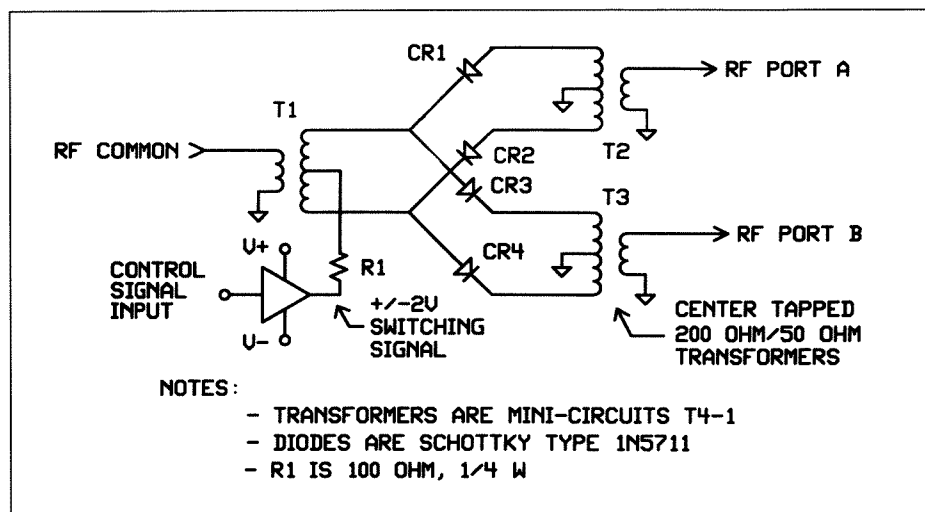 CR1
RF PORT A
T1
RF COMMON
CR2
T2
CR3
T3
V+
CR4
RF PORT B
CONTROL
SIGNAL
INPUT
R1
+/-2V
SWITCHING
SIGNAL
V-
CENTER TAPPED
200 OHM/50 OHM
TRANSFORMERS
NOTES:
- TRANSFORMERS ARE MINI-CIRCUITS T4-1
- DIODES ARE SCHOTTKY TYPE 1N5711
- R1 IS 100 OHM, 1/4 W